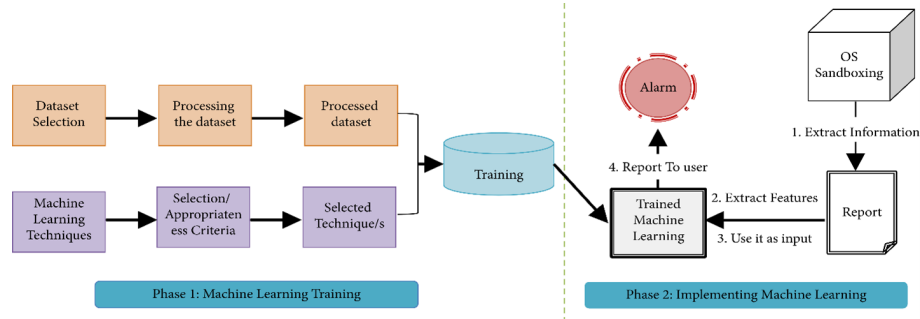 Dataset
Selection
Processing
the dataset
Processed
dataset
Machine
Learning
Techniques
Selection/
Appropriaten
ess Criteria
Selected
Technique/s
Training
Phase 1: Machine Learning Training
OS
Sandboxing
1. Extract Information
Report
2. Extract Features
3. Use it as input
Trained
Machine
Learning
4. Report To user
Alarm
Phase 2: Implementing Machine Learning